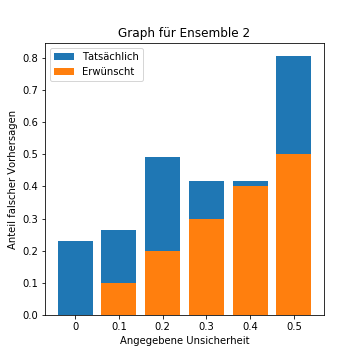 Graph für Ensemble 2
Tatsächlich
Erwünscht
0.8
0.7
0.6
0.5
0.4
0.3
0.2
0.1
0.0
Anteil falscher Vorhersagen
0 0.1 0.2 0.3 0.4 0.5
Angegebene Unsicherheit